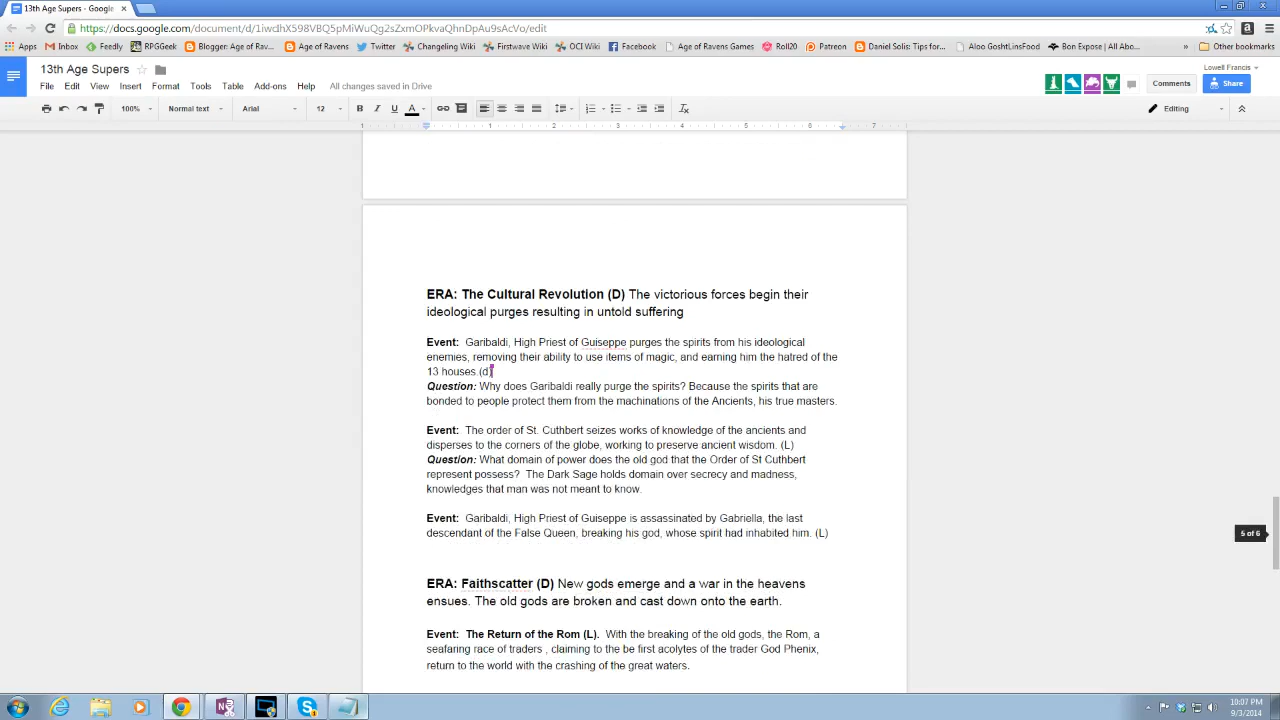 13th Age Supers - Google
https://docs.google.com/document/d/1iwcdhX598VBQ5pMiWuQg2sZxmOPkvaQhnDpAu9sAcVo/edit
Apps Inbox Feedly RPGGeek Blogger: Age of Rav... Age of Ravens Twitter Changeling Wiki Firstwave Wiki OCI Wiki Facebook Age of Ravens Games Roll20 Patreon Daniel Solis: Tips for... Aloo GoshtLinsFood Bon Expose | All Abo... » Other bookmarks
Lowell Francis
13th Age Supers
Comments Share
File Edit View Insert Format Tools Table Add-ons Help All changes saved in Drive
100% Normal text Arial 12 B I U A Editing
1 1 2 3 4 5 6 7
ERA: The Cultural Revolution (D) The victorious forces begin their
ideological purges resulting in untold suffering
Event: Garibaldi, High Priest of Guiseppe purges the spirits from his ideological
enemies, removing their ability to use items of magic, and earning him the hatred of the
13 houses.(d)
Question: Why does Garibaldi really purge the spirits? Because the spirits that are
bonded to people protect them from the machinations of the Ancients, his true masters.
Event: The order of St. Cuthbert seizes works of knowledge of the ancients and
disperses to the corners of the globe, working to preserve ancient wisdom. (L)
Question: What domain of power does the old god that the Order of St Cuthbert
represent possess? The Dark Sage holds domain over secrecy and madness,
knowledges that man was not meant to know.
Event: Garibaldi, High Priest of Guiseppe is assassinated by Gabriella, the last
descendant of the False Queen, breaking his god, whose spirit had inhabited him. (L)
5 of 6
ERA: Faithscatter (D) New gods emerge and a war in the heavens
ensues. The old gods are broken and cast down onto the earth.
Event: The Return of the Rom (L). With the breaking of the old gods, the Rom, a
seafaring race of traders , claiming to the be first acolytes of the trader God Phenix,
return to the world with the crashing of the great waters.
10:07 PM
9/3/2014